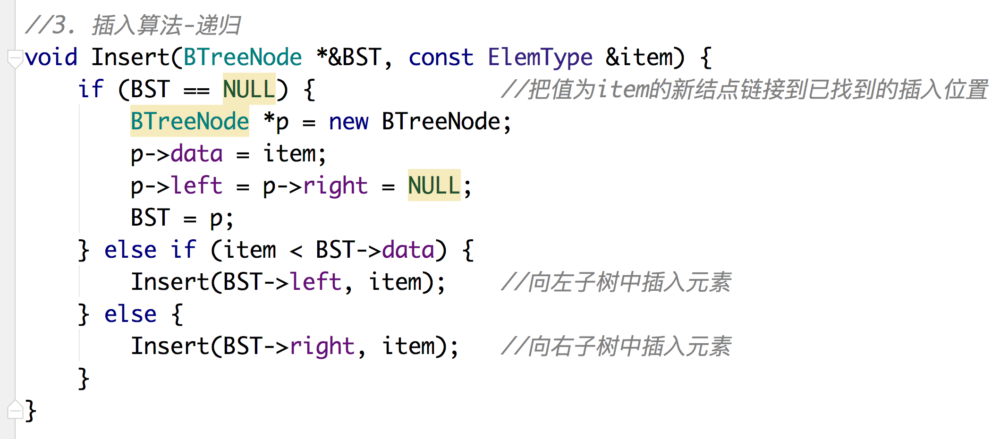 //3. 插入算法-递归
void Insert(BTreeNode *&BST, const ElemType &item) {
    if (BST == NULL) {              //把值为item的新结点链接到已找到的插入位置
        BTreeNode *p = new BTreeNode;
        p->data = item;
        p->left = p->right = NULL;
        BST = p;
    } else if (item < BST->data) {
        Insert(BST->left, item);    //向左子树中插入元素
    } else {
        Insert(BST->right, item);   //向右子树中插入元素
    }
}